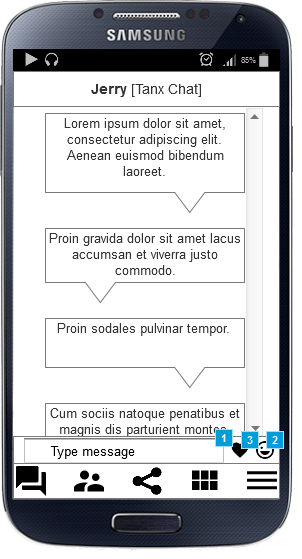 SAMSUNG
85%
Jerry [Tanx Chat]
Lorem ipsum dolor sit amet,
consectetur adipiscing elit.
Aenean euismod bibendum
laoreet.
Proin gravida dolor sit amet lacus
accumsan et viverra justo
commodo.
Proin sodales pulvinar tempor.
Cum sociis natoque penatibus et
magnis dis parturient montes
1 3 2
Type message